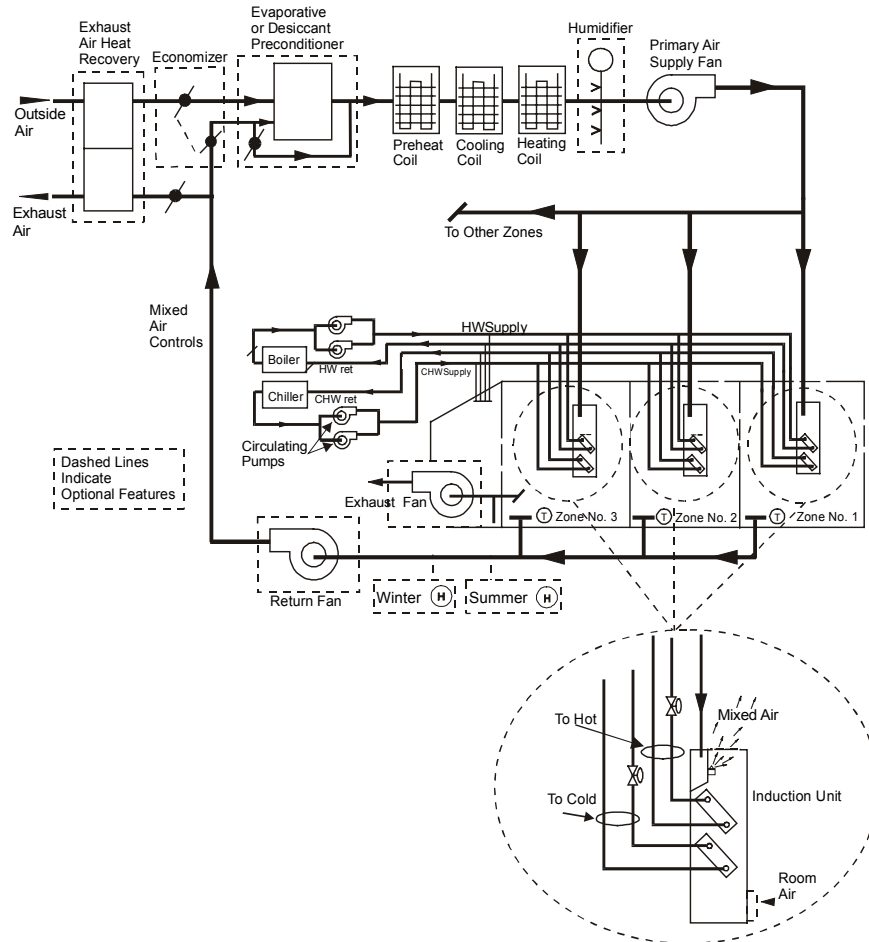 Exhaust
Air Heat
Recovery
Economizer
Evaporative
or Desiccant
Preconditioner
Humidifier
Primary Air
Supply Fan
Outside
Air
Preheat
Coil
Cooling
Coil
Heating
Coil
Exhaust
Air
To Other Zones
Mixed
Air
Controls
HWSupply
Boiler
HW ret
CHWSupply
Chiller
CHW ret
Circulating
Pumps
Dashed Lines
Indicate
Optional Features
Exhaust Fan
T Zone No. 3
T Zone No. 2
T Zone No. 1
Return Fan
Winter H
Summer H
To Hot
Mixed Air
To Cold
Induction Unit
Room
Air